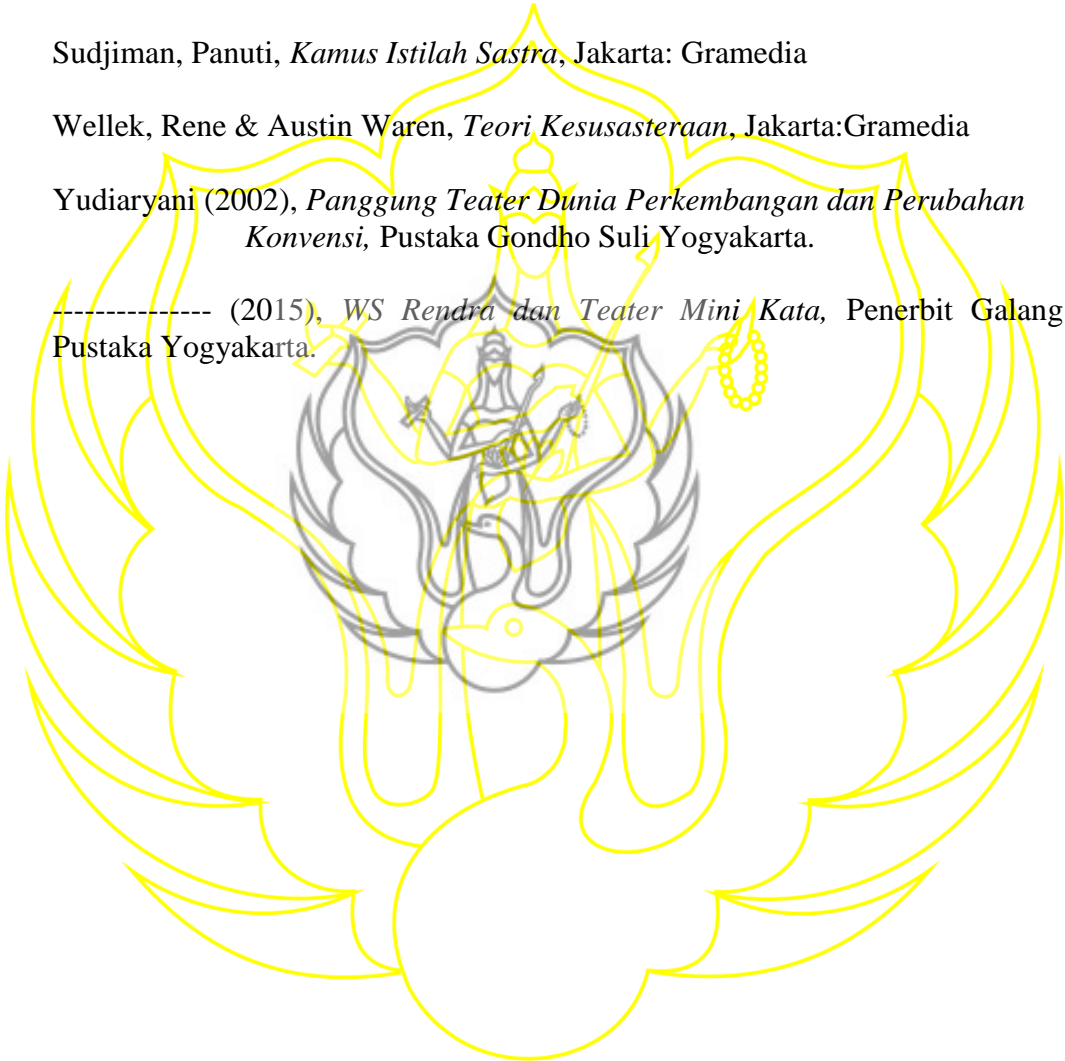 Sudjiman, Panuti, Kamus Istilah Sastra, Jakarta: Gramedia
Wellek, Rene & Austin Waren, Teori Kesusasteraan, Jakarta:Gramedia
Yudiaryani (2002), Panggung Teater Dunia Perkembangan dan Perubahan
Konvensi, Pustaka Gondho Suli Yogyakarta.
--------------- (2015), WS Rendra dan Teater Mini Kata, Penerbit Galang
Pustaka Yogyakarta.